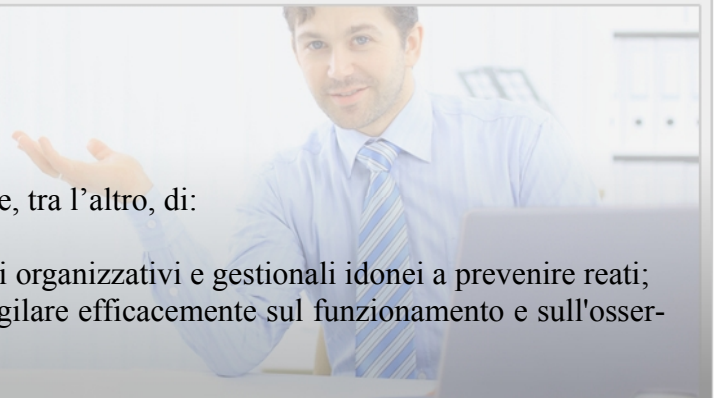 e, tra l’altro, di:
i organizzativi e gestionali idonei a prevenire reati;
gilare efficacemente sul funzionamento e sull'osser-